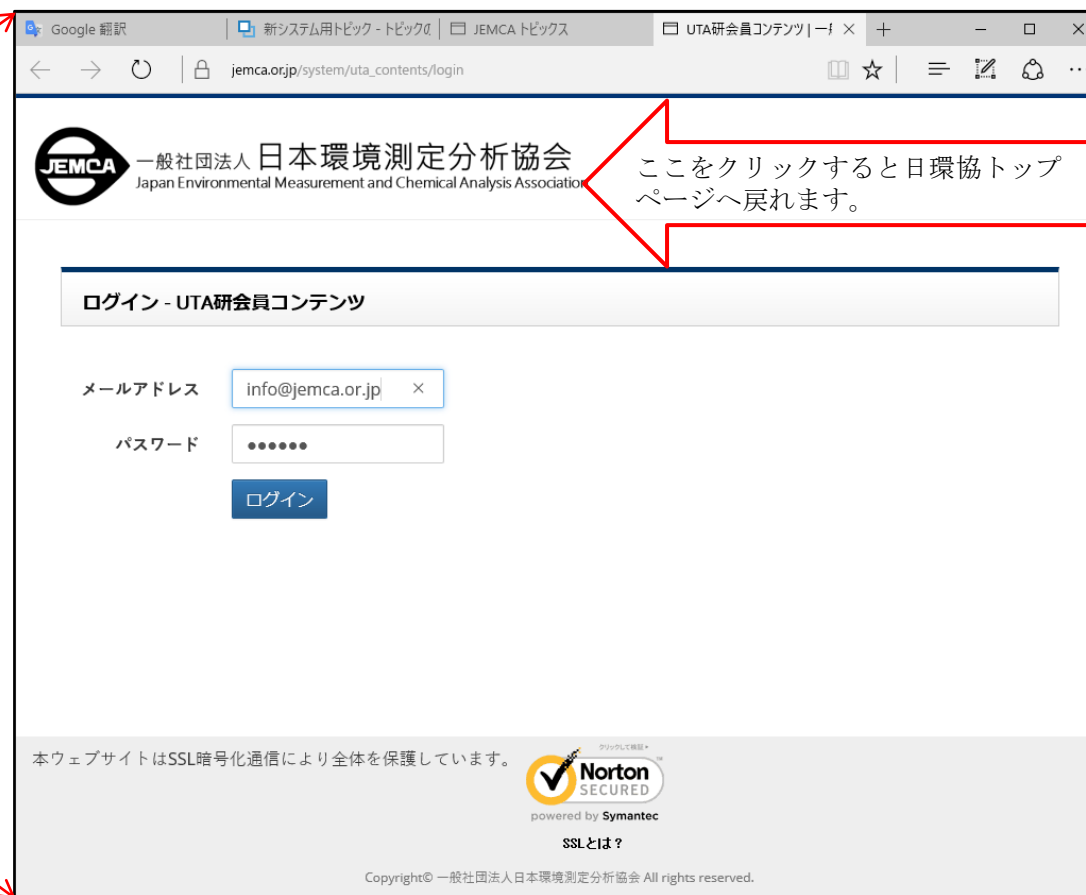 Google 翻訳
新システム用トピック - トピックの
JEMCA トピックス
UTA研会員コンテンツ | 一般
jemca.or.jp/system/uta_contents/login
JEMCA
一般社団法人 日本環境測定分析協会
Japan Environmental Measurement and Chemical Analysis Association
ここをクリックすると日環協トップ
ページへ戻れます。
ログイン - UTA研会員コンテンツ
メールアドレス
info@jemca.or.jp
パスワード
●●●●●●
ログイン
本ウェブサイトはSSL暗号化通信により全体を保護しています。
クリックして検証
Norton
SECURED
powered by Symantec
SSLとは？
Copyright© 一般社団法人日本環境測定分析協会 All rights reserved.